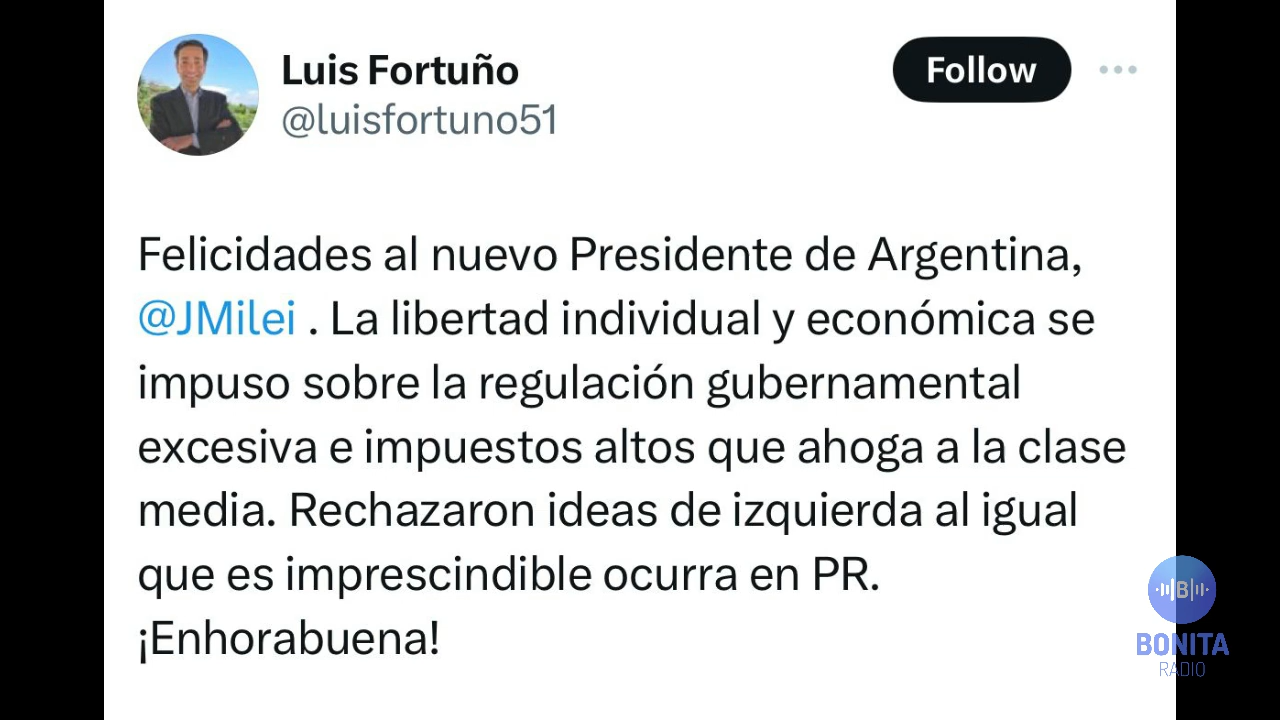 Luis Fortuño
@luisfortuno51
Follow
Felicidades al nuevo Presidente de Argentina,
@JMilei . La libertad individual y económica se
impuso sobre la regulación gubernamental
excesiva e impuestos altos que ahoga a la clase
media. Rechazaron ideas de izquierda al igual
que es imprescindible ocurra en PR.
¡Enhorabuena!
B
BONITA
RADIO